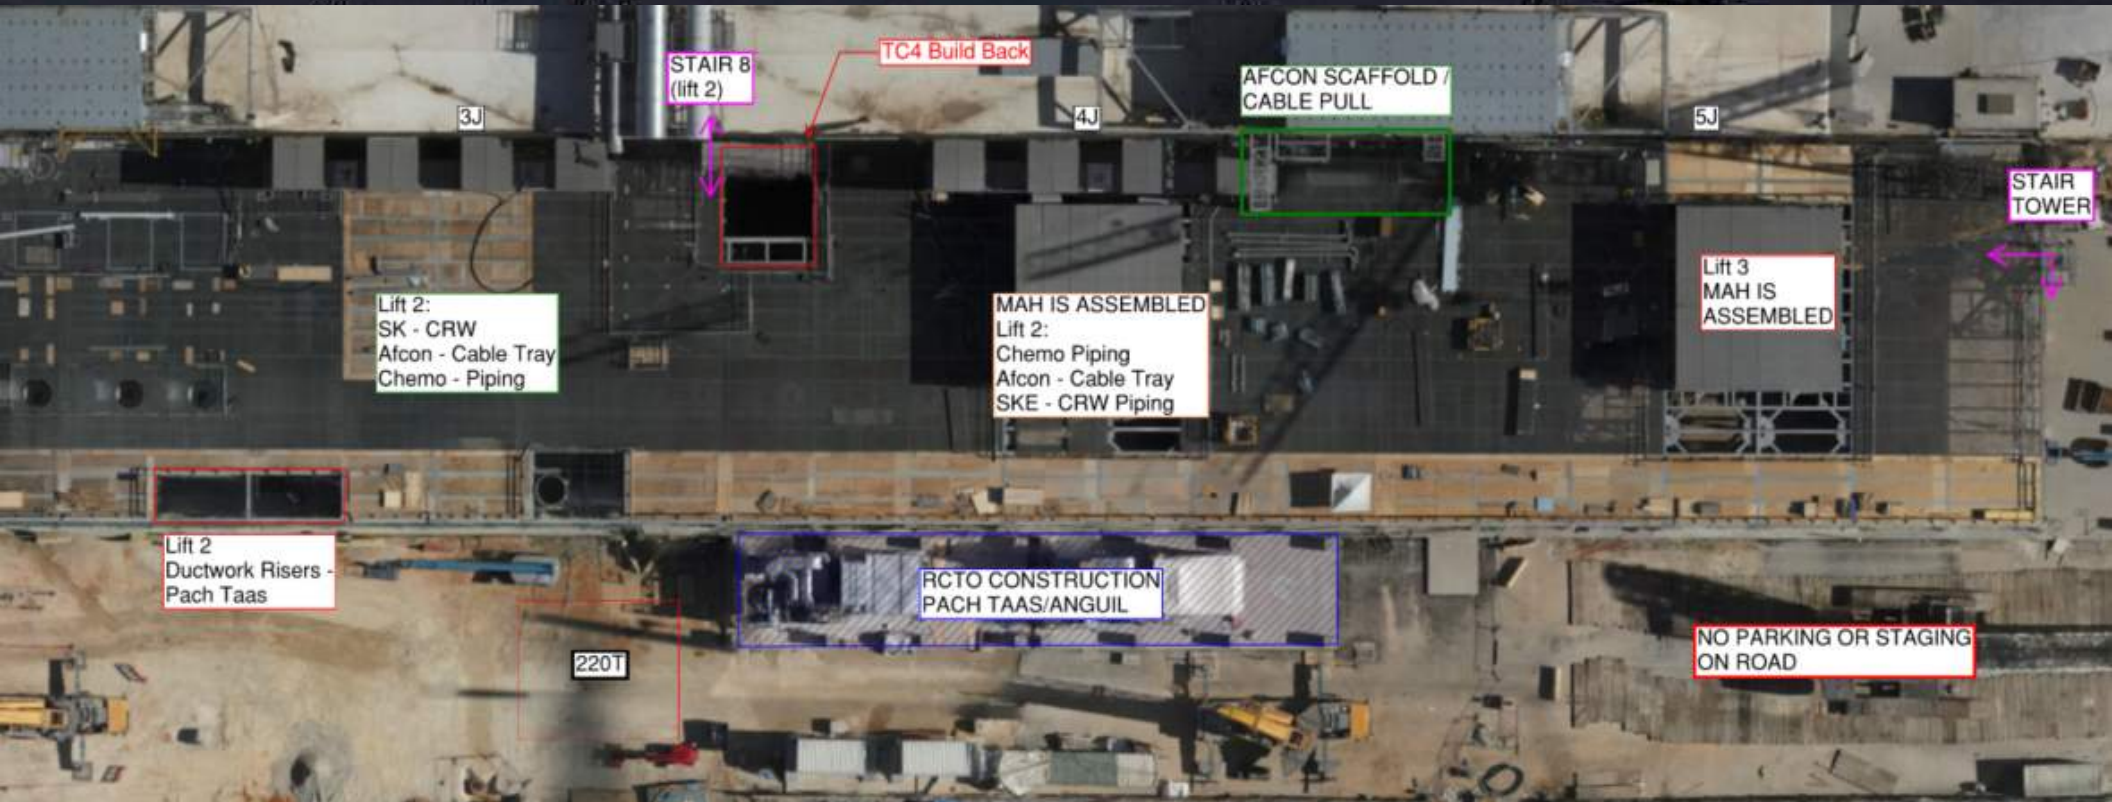 TC4 Build Back
STAIR 8
(lift 2)
AFCON SCAFFOLD /
CABLE PULL
3J
4J
5J
STAIR
TOWER
Lift 3
MAH IS
ASSEMBLED
Lift 2:
SK - CRW
Afcon - Cable Tray
Chemo - Piping
MAH IS ASSEMBLED
Lift 2:
Chemo Piping
Afcon - Cable Tray
SKE - CRW Piping
Lift 2
Ductwork Risers -
Pach Taas
RCTO CONSTRUCTION
PACH TAAS/ANGUIL
220T
NO PARKING OR STAGING
ON ROAD